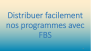 Distribuer facilement
nos programmes avec
FBS